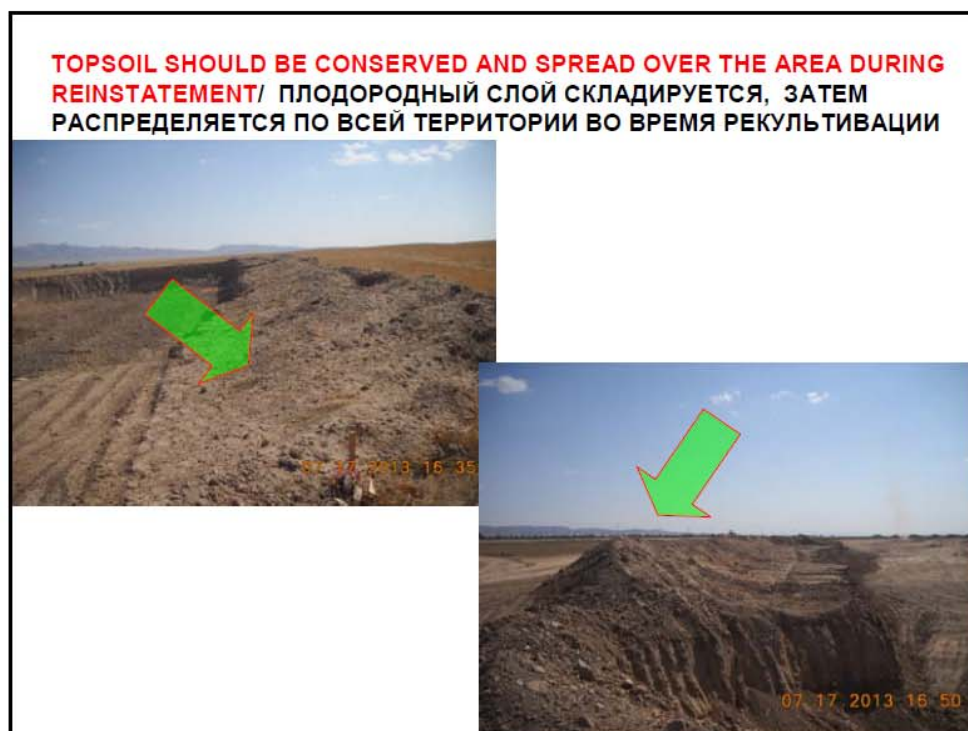 TOPSOIL SHOULD BE CONSERVED AND SPREAD OVER THE AREA DURING
REINSTATEMENT/ ПЛОДОРОДНЫЙ СЛОЙ СКЛАДИРУЕТСЯ, ЗАТЕМ
РАСПРЕДЕЛЯЕТСЯ ПО ВСЕЙ ТЕРРИТОРИИ ВО ВРЕМЯ РЕКУЛЬТИВАЦИИ
07 17 2013 16 35
07 17 2013 16 50